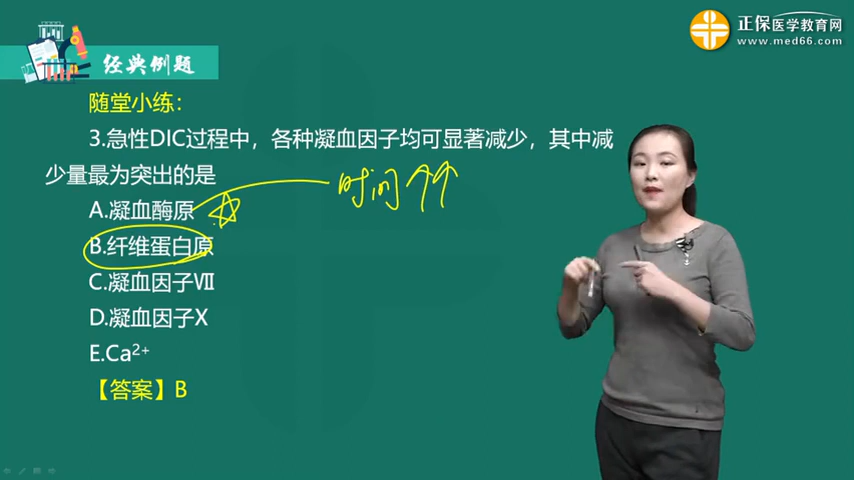 正保医学教育网
www.med66.com
经典例题
随堂小练：
3.急性DIC过程中，各种凝血因子均可显著减少，其中减
少量最为突出的是
时间↑↑
A.凝血酶原
B.纤维蛋白原
C.凝血因子Ⅶ
D.凝血因子X
E.Ca²⁺
【答案】B